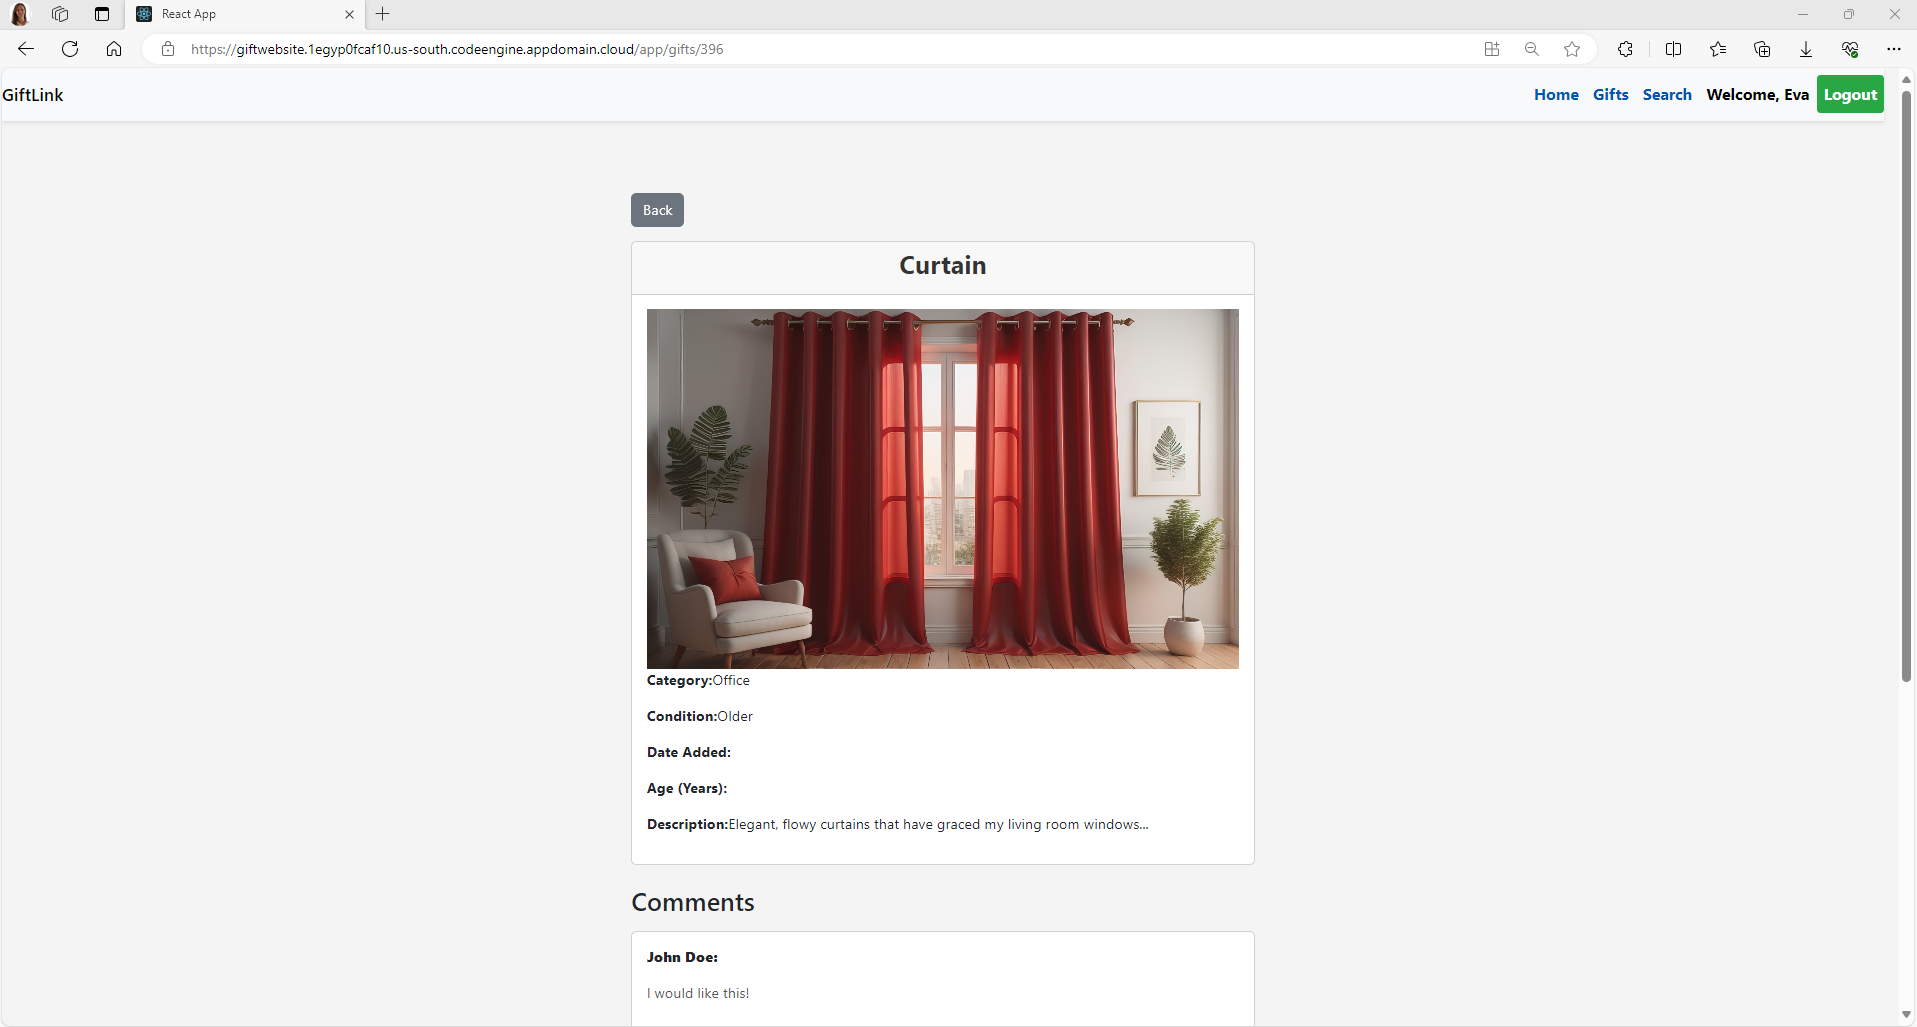 React App
https://giftwebsite.1egyp0fcaf10.us-south.codeengine.appdomain.cloud/app/gifts/396
GiftLink
Home Gifts Search Welcome, Eva Logout
Back
Curtain
Category:Office
Condition:Older
Date Added:
Age (Years):
Description:Elegant, flowy curtains that have graced my living room windows...
Comments
John Doe:
I would like this!